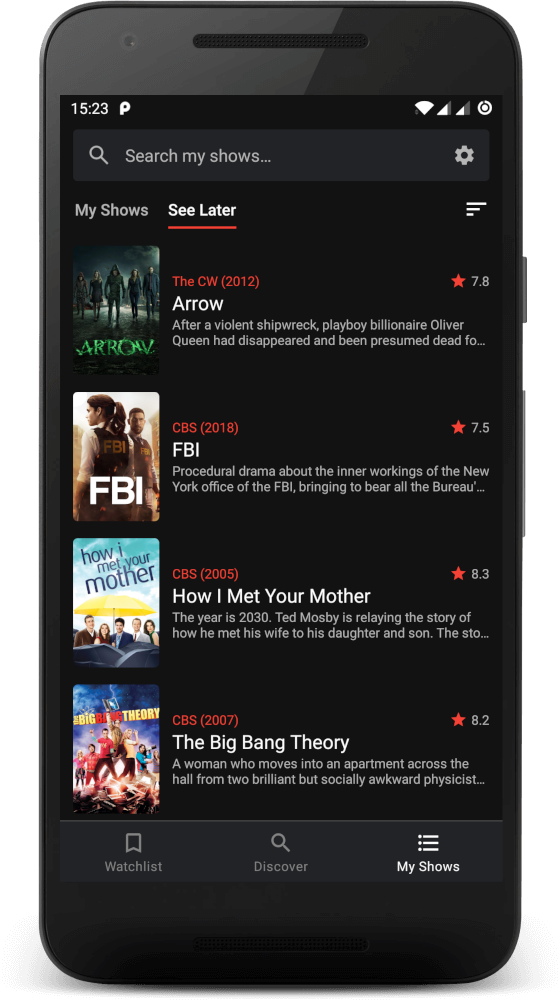 15:23
Search my shows…
My Shows See Later
ARROW
The CW (2012) 7.8
Arrow
After a violent shipwreck, playboy billionaire Oliver
Queen had disappeared and been presumed dead fo…
FBI
FBI
CBS (2018) 7.5
FBI
Procedural drama about the inner workings of the New
York office of the FBI, bringing to bear all the Bureau'…
how i
met your
mother
CBS (2005) 8.3
How I Met Your Mother
The year is 2030. Ted Mosby is relaying the story of
how he met his wife to his daughter and son. The sto…
THE BIG BANG THEORY
CBS (2007) 8.2
The Big Bang Theory
A woman who moves into an apartment across the
hall from two brilliant but socially awkward physicist…
Watchlist Discover My Shows